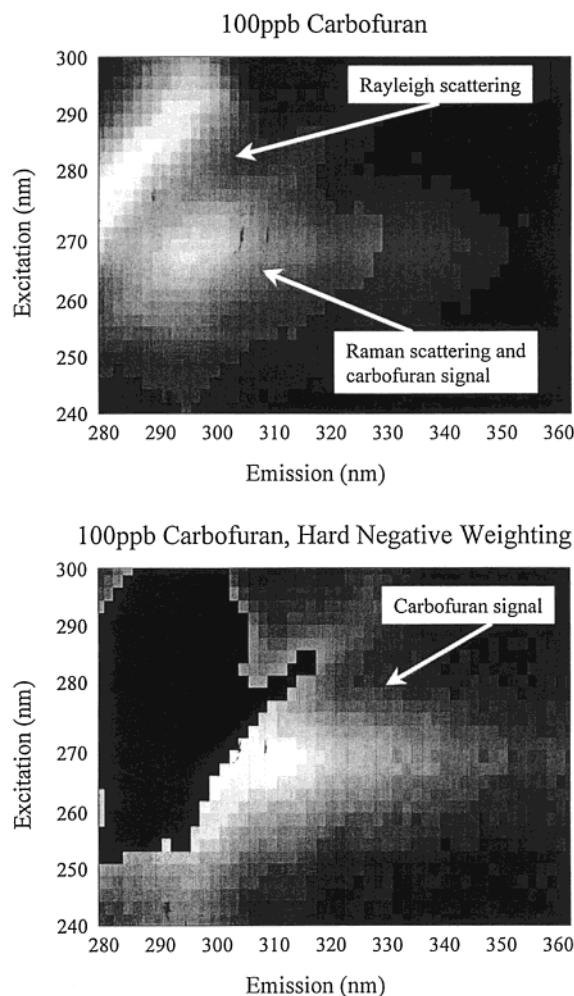 100ppb Carbofuran
300
290
280
270
260
250
240
Excitation (nm)
Rayleigh scattering
Raman scattering and
carbofuran signal
280 290 300 310 320 330 340 350 360
Emission (nm)
100ppb Carbofuran, Hard Negative Weighting
300
290
280
270
260
250
240
Excitation (nm)
Carbofuran signal
280 290 300 310 320 330 340 350 360
Emission (nm)